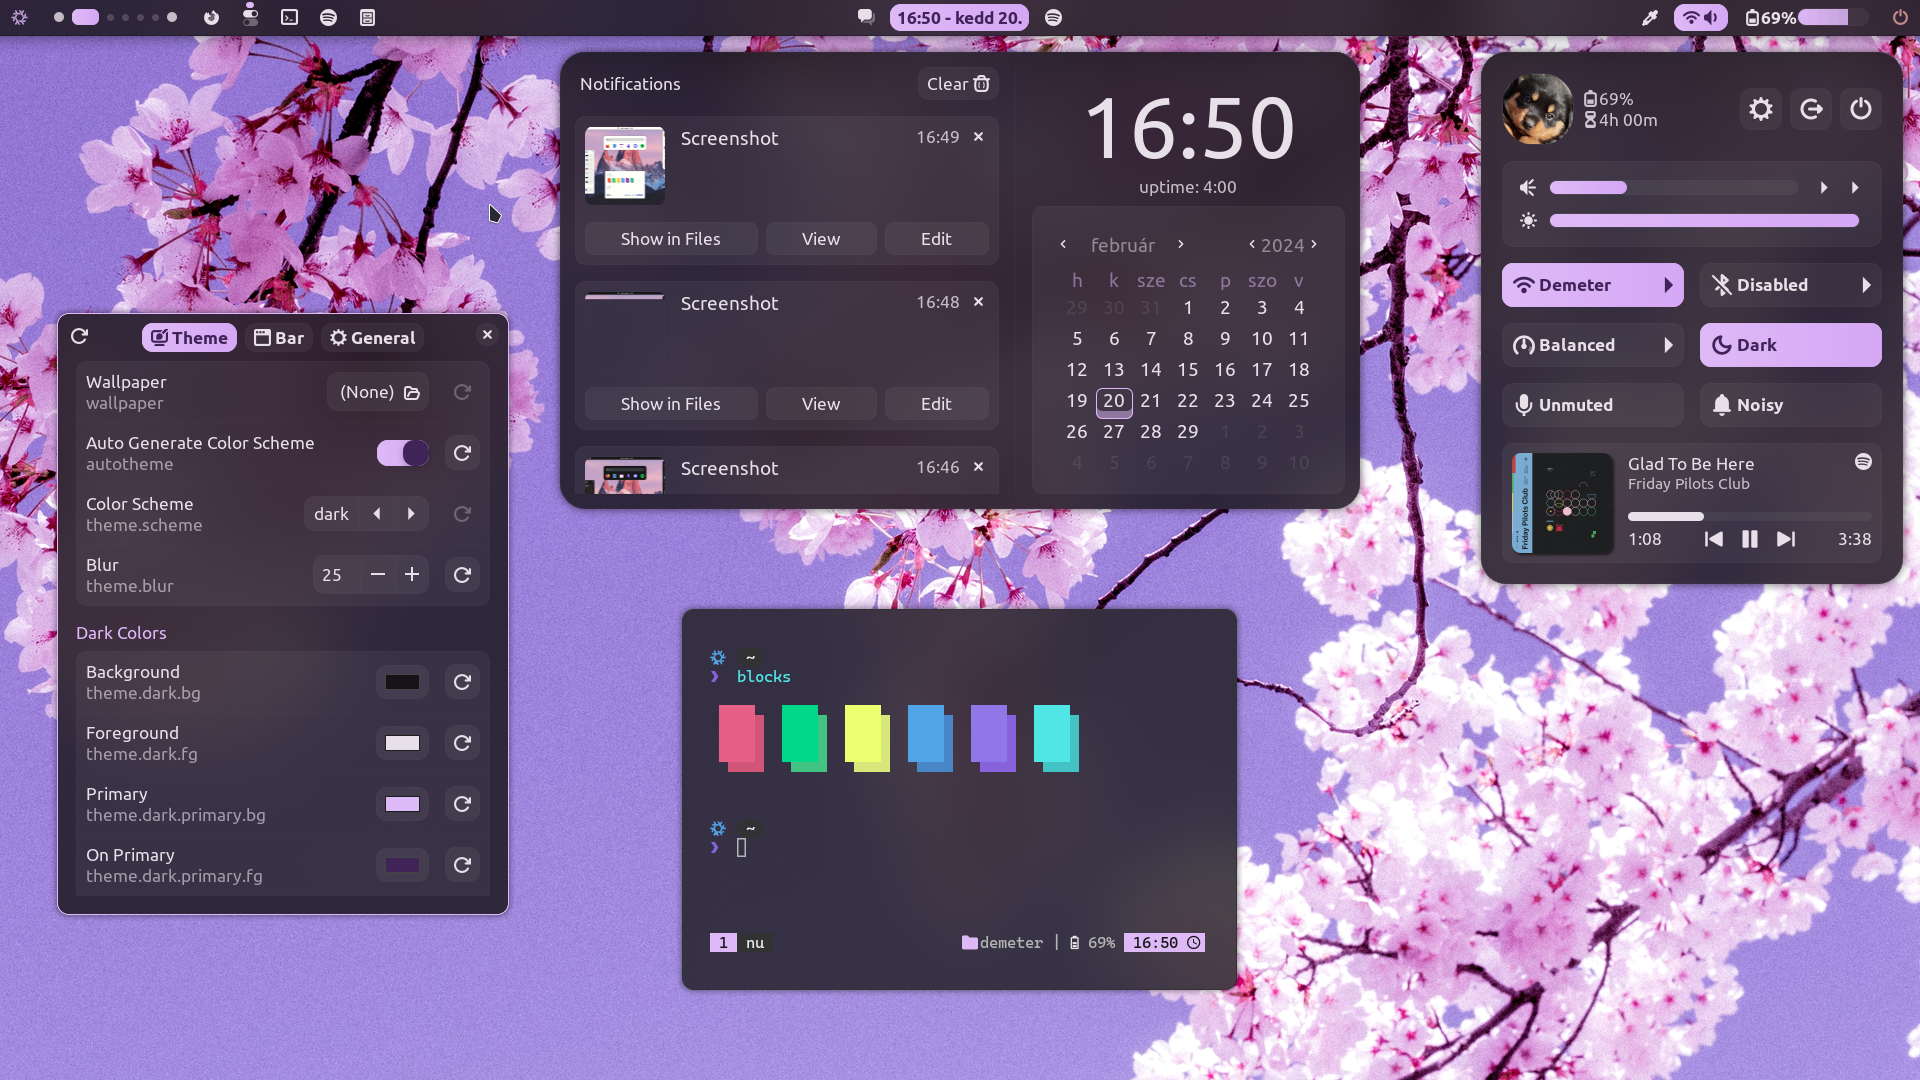 16:50 - kedd 20.
69%
Notifications
Clear
Screenshot
16:49
Show in Files
View
Edit
Screenshot
16:48
Show in Files
View
Edit
Screenshot
16:46
16:50
uptime: 4:00
február
2024
h k sze cs p szo v
29 30 31 1 2 3 4
5 6 7 8 9 10 11
12 13 14 15 16 17 18
19 20 21 22 23 24 25
26 27 28 29 1 2 3
4 5 6 7 8 9 10
69%
4h 00m
Demeter
Disabled
Balanced
Dark
Unmuted
Noisy
Friday Pilots Club
Glad To Be Here
Friday Pilots Club
1:08
3:38
Theme
Bar
General
Wallpaper
wallpaper
(None)
Auto Generate Color Scheme
autotheme
Color Scheme
theme.scheme
dark
Blur
theme.blur
25
Dark Colors
Background
theme.dark.bg
Foreground
theme.dark.fg
Primary
theme.dark.primary.bg
On Primary
theme.dark.primary.fg
~
❯ blocks
~
❯
1 nu
demeter | 69% 16:50